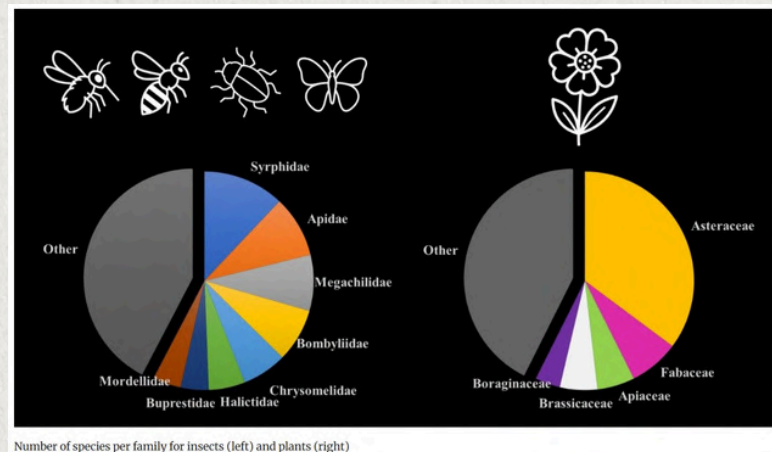 Syrphidae
Apidae
Megachilidae
Bombyliidae
Chrysomelidae
Halictidae
Buprestidae
Mordellidae
Other
Asteraceae
Fabaceae
Apiaceae
Brassicaceae
Boraginaceae
Other
Number of species per family for insects (left) and plants (right)